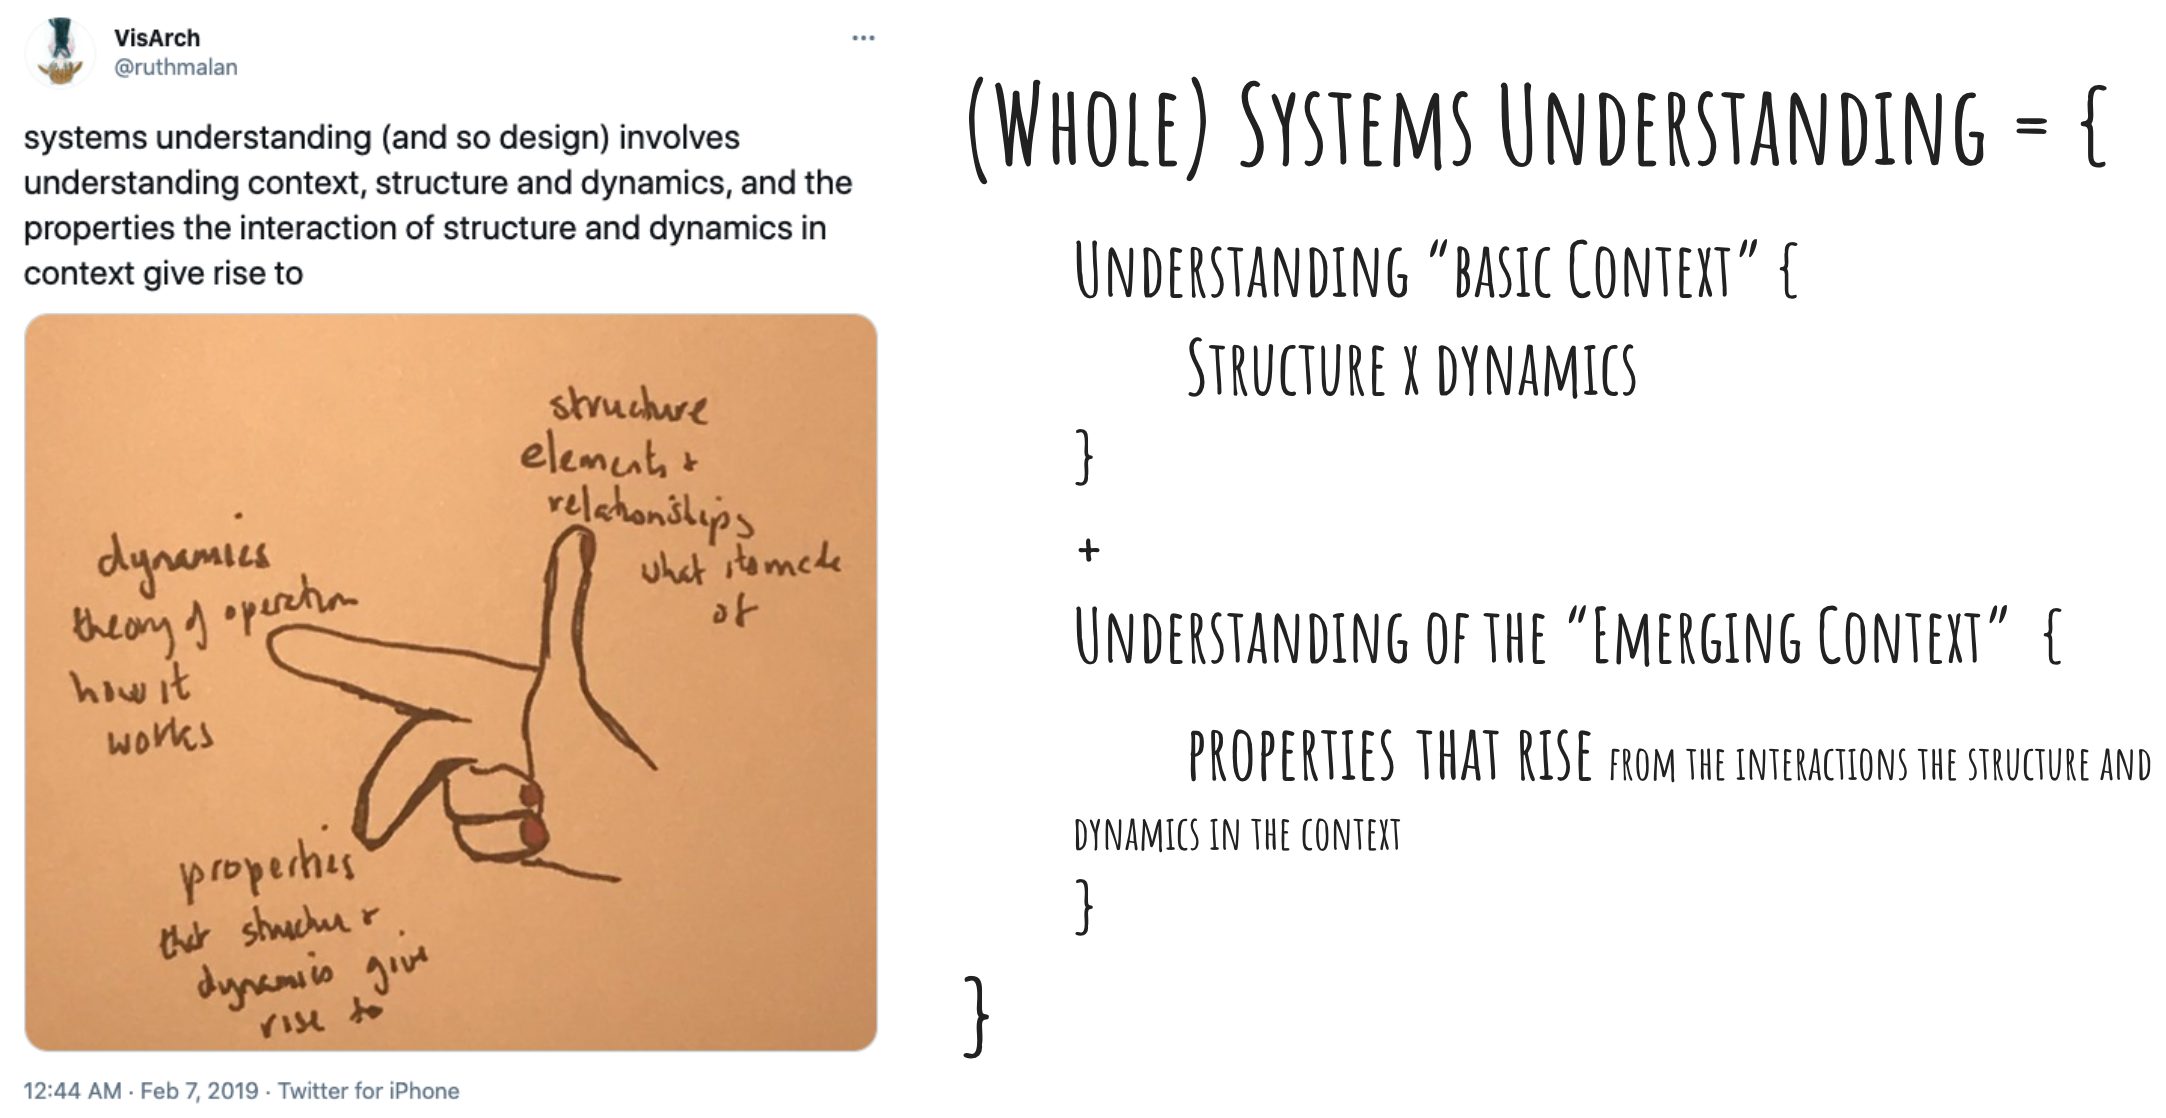 VisArch
@ruthmalan
systems understanding (and so design) involves
understanding context, structure and dynamics, and the
properties the interaction of structure and dynamics in
context give rise to
structure
elements &
relationships
what its made
of
dynamics
theory of operation
how it
works
properties
that structure &
dynamics give
rise to
12:44 AM · Feb 7, 2019 · Twitter for iPhone
(Whole) Systems Understanding = {
Understanding “basic Context” {
Structure x dynamics
}
+
Understanding of the “Emerging Context” {
properties that rise from the interactions the structure and
dynamics in the context
}
}